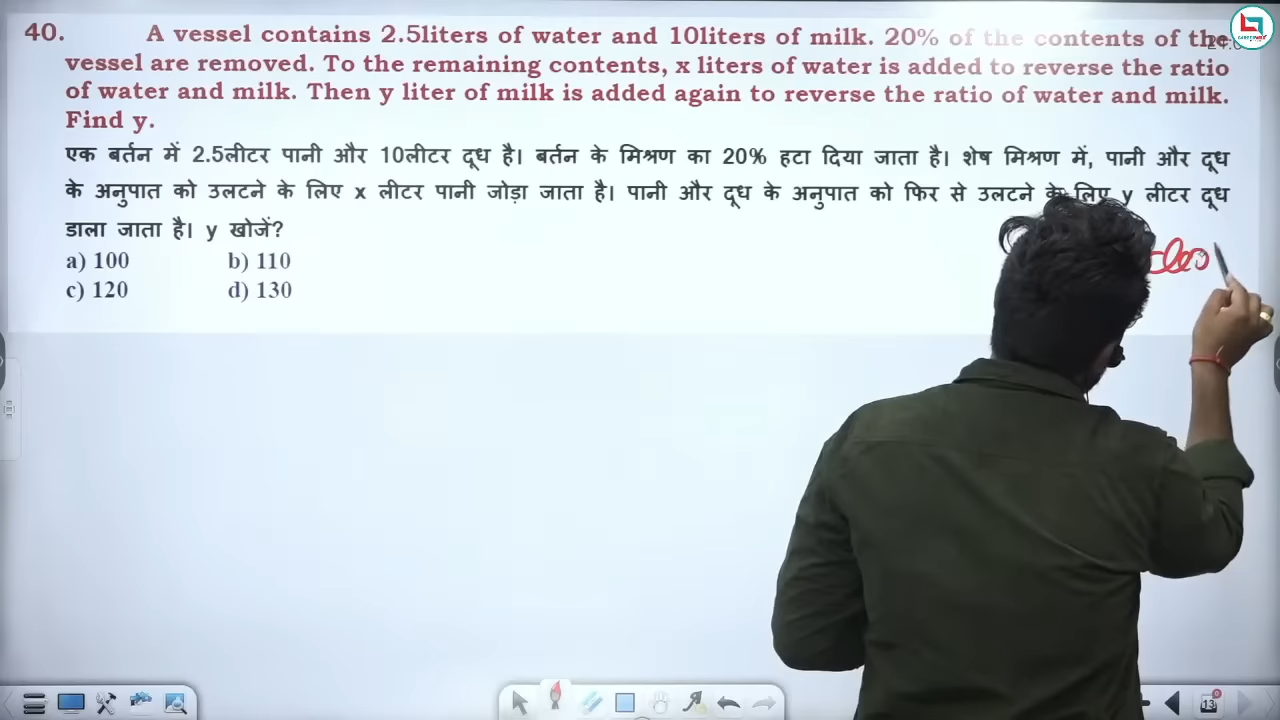 40. A vessel contains 2.5liters of water and 10liters of milk. 20% of the contents of the
vessel are removed. To the remaining contents, x liters of water is added to reverse the ratio
of water and milk. Then y liter of milk is added again to reverse the ratio of water and milk.
Find y.
एक बर्तन में 2.5लीटर पानी और 10लीटर दूध है। बर्तन के मिश्रण का 20% हटा दिया जाता है। शेष मिश्रण में, पानी और दूध
के अनुपात को उलटने के लिए x लीटर पानी जोड़ा जाता है। पानी और दूध के अनुपात को फिर से उलटने के लिए y लीटर दूध
डाला जाता है। y खोजें?
a) 100 b) 110
c) 120 d) 130
13